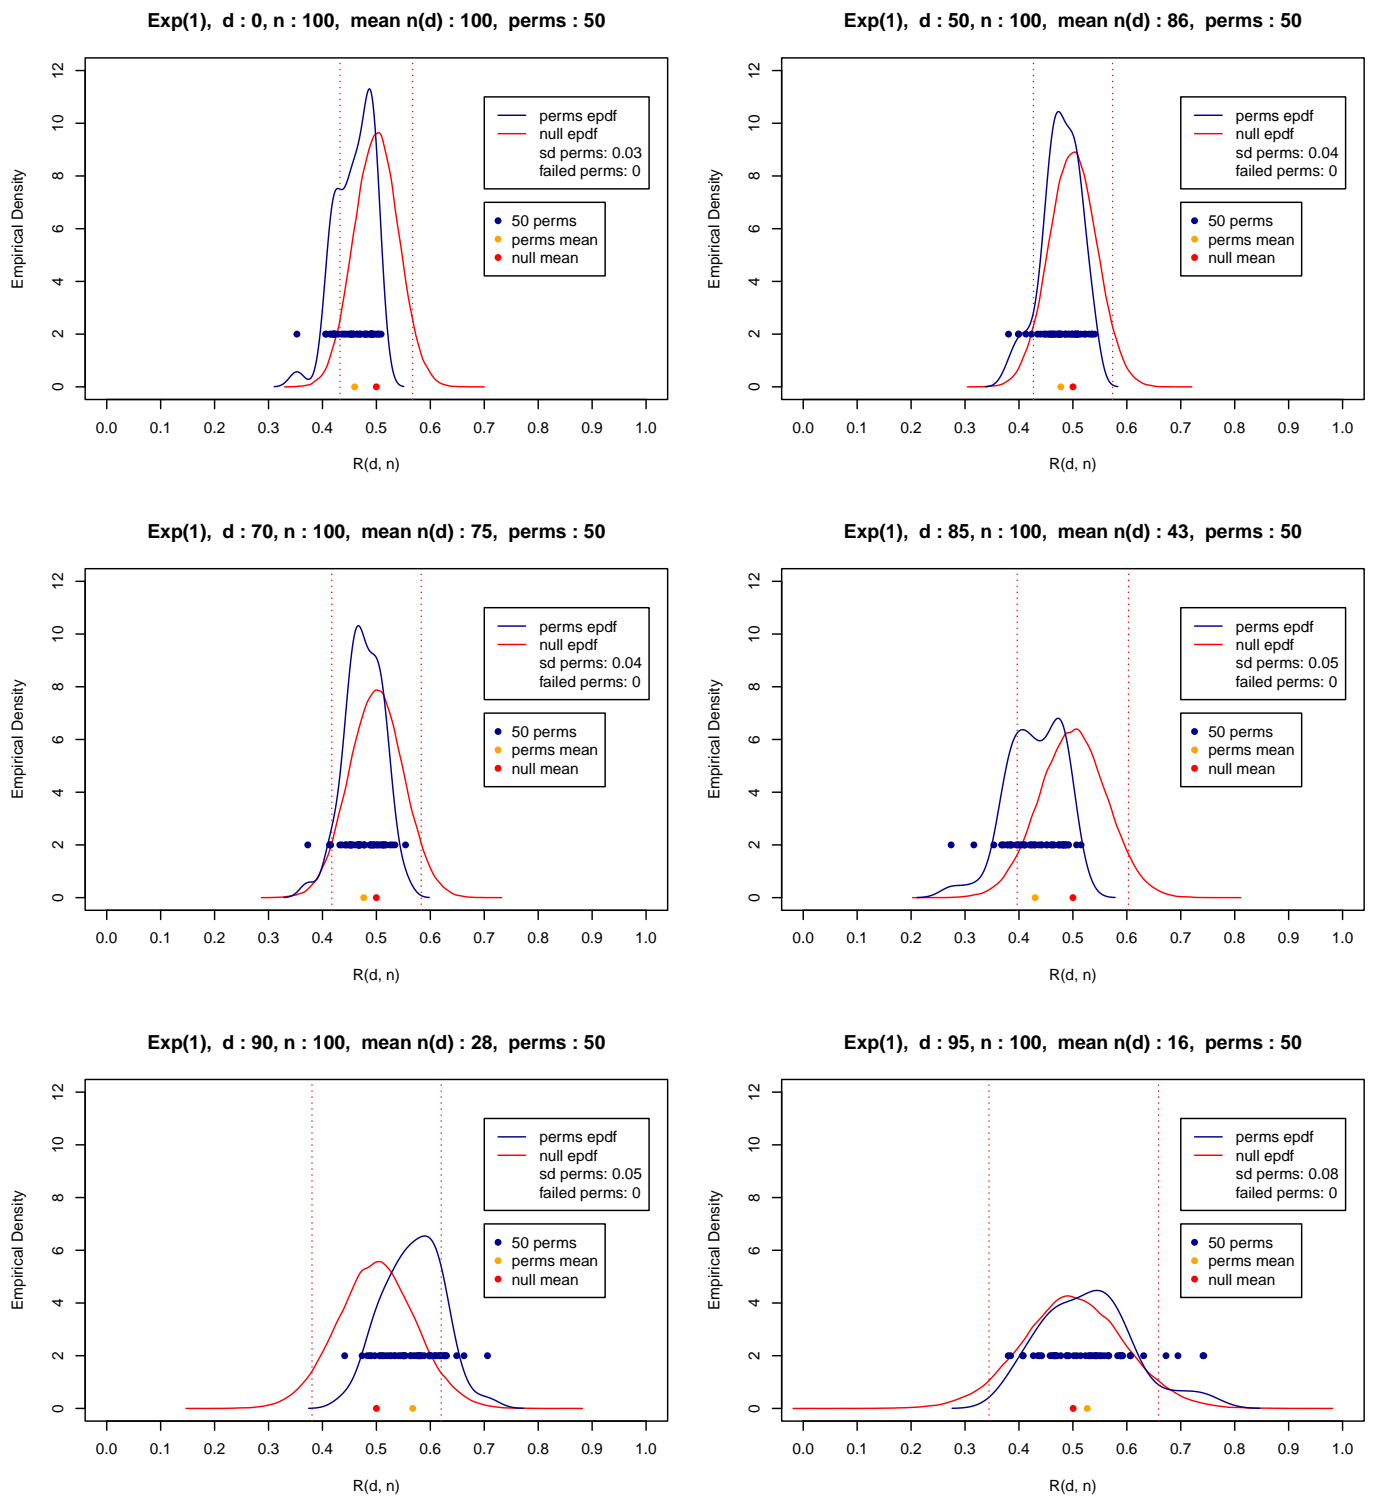 Exp(1),  d : 0, n : 100,  mean n(d) : 100,  perms : 50
Empirical Density
12
10
8
6
4
2
0
perms epdf
null epdf
sd perms: 0.03
failed perms: 0
50 perms
perms mean
null mean
0.0 0.1 0.2 0.3 0.4 0.5 0.6 0.7 0.8 0.9 1.0
R(d, n)
Exp(1),  d : 50, n : 100,  mean n(d) : 86,  perms : 50
Empirical Density
12
10
8
6
4
2
0
perms epdf
null epdf
sd perms: 0.04
failed perms: 0
50 perms
perms mean
null mean
0.0 0.1 0.2 0.3 0.4 0.5 0.6 0.7 0.8 0.9 1.0
R(d, n)
Exp(1),  d : 70, n : 100,  mean n(d) : 75,  perms : 50
Empirical Density
12
10
8
6
4
2
0
perms epdf
null epdf
sd perms: 0.04
failed perms: 0
50 perms
perms mean
null mean
0.0 0.1 0.2 0.3 0.4 0.5 0.6 0.7 0.8 0.9 1.0
R(d, n)
Exp(1),  d : 85, n : 100,  mean n(d) : 43,  perms : 50
Empirical Density
12
10
8
6
4
2
0
perms epdf
null epdf
sd perms: 0.05
failed perms: 0
50 perms
perms mean
null mean
0.0 0.1 0.2 0.3 0.4 0.5 0.6 0.7 0.8 0.9 1.0
R(d, n)
Exp(1),  d : 90, n : 100,  mean n(d) : 28,  perms : 50
Empirical Density
12
10
8
6
4
2
0
perms epdf
null epdf
sd perms: 0.05
failed perms: 0
50 perms
perms mean
null mean
0.0 0.1 0.2 0.3 0.4 0.5 0.6 0.7 0.8 0.9 1.0
R(d, n)
Exp(1),  d : 95, n : 100,  mean n(d) : 16,  perms : 50
Empirical Density
12
10
8
6
4
2
0
perms epdf
null epdf
sd perms: 0.08
failed perms: 0
50 perms
perms mean
null mean
0.0 0.1 0.2 0.3 0.4 0.5 0.6 0.7 0.8 0.9 1.0
R(d, n)